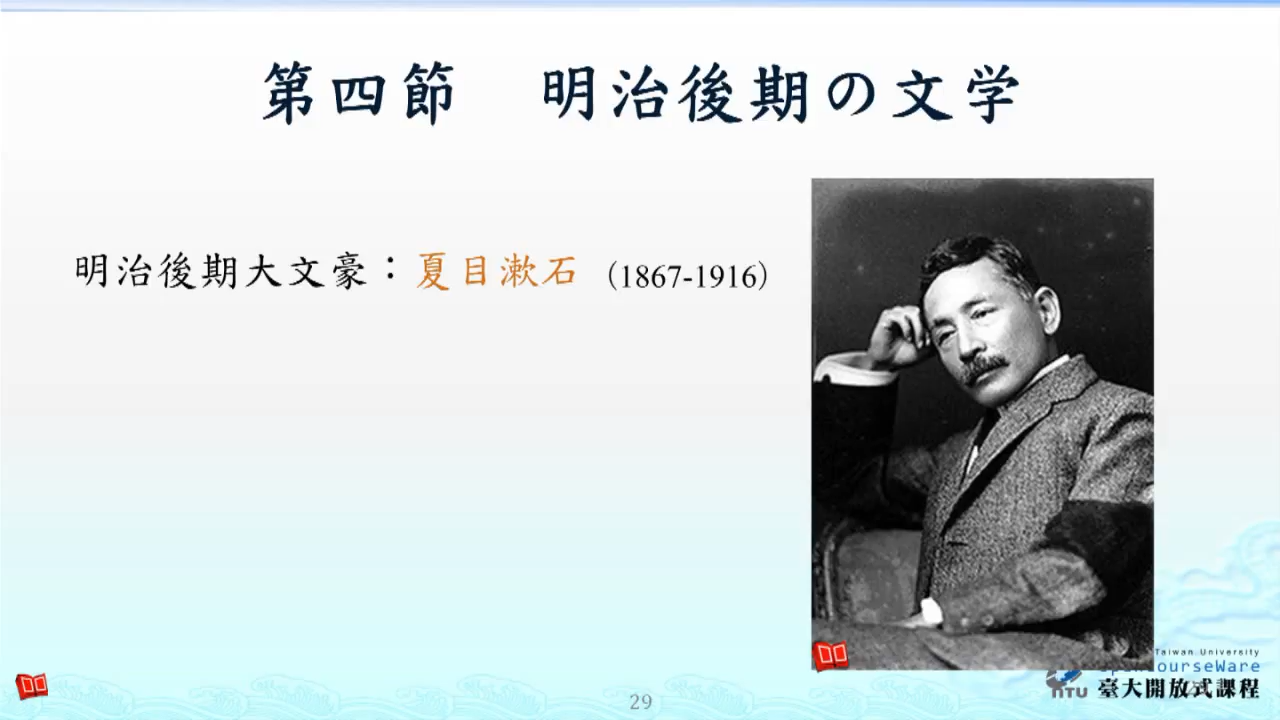 第四節　明治後期の文学
明治後期大文豪：夏目漱石（1867-1916）
Taiwan University
OpenCourseWare
NTU 臺大開放式課程
29